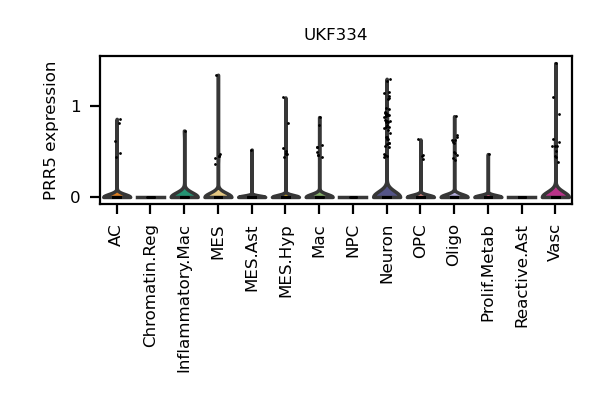 UKF334
PRR5 expression
1
0
AC
Chromatin.Reg
Inflammatory.Mac
MES
MES.Ast
MES.Hyp
Mac
NPC
Neuron
OPC
Oligo
Prolif.Metab
Reactive.Ast
Vasc